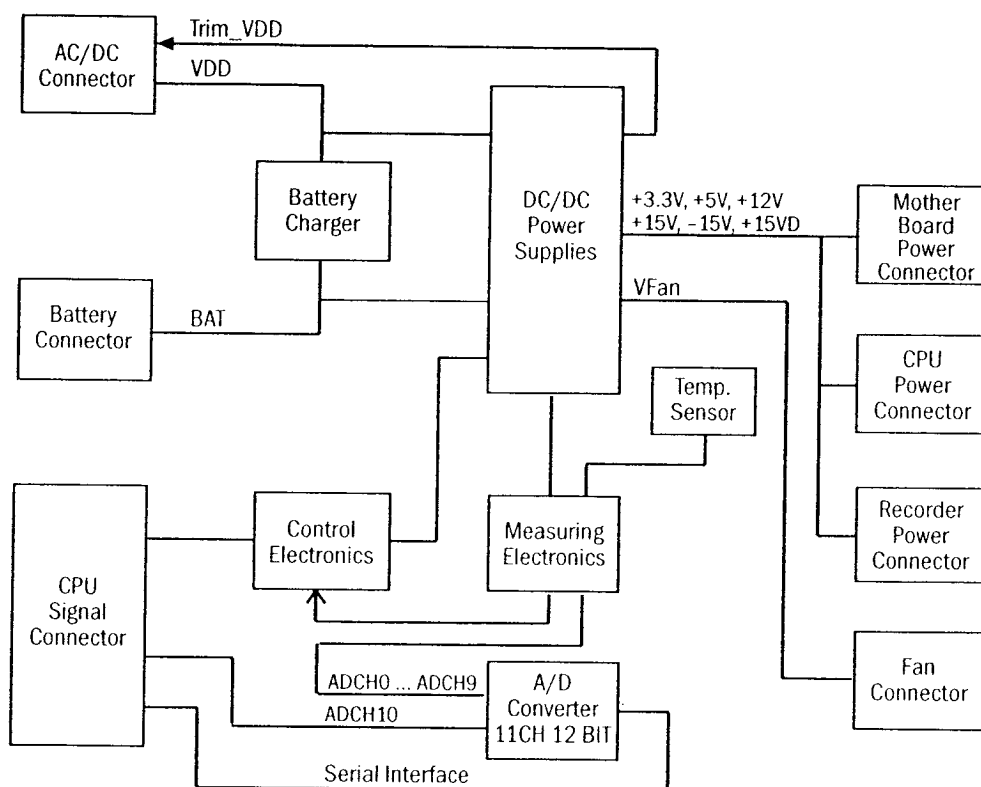 Trim_VDD
AC/DC
Connector
VDD
Battery
Charger
DC/DC
Power
Supplies
+3.3V, +5V, +12V
+15V, −15V, +15VD
Mother
Board
Power
Connector
VFan
Battery
Connector
BAT
CPU
Power
Connector
Temp.
Sensor
Control
Electronics
Measuring
Electronics
Recorder
Power
Connector
CPU
Signal
Connector
ADCH0 ... ADCH9
ADCH10
A/D
Converter
11CH 12 BIT
Fan
Connector
Serial Interface